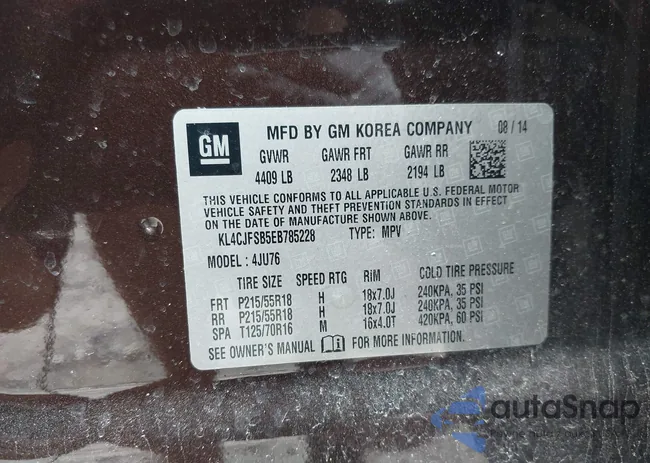 GM
MFD BY GM KOREA COMPANY 08 / 14
GVWR GAWR FRT GAWR RR
4409 LB 2348 LB 2194 LB
THIS VEHICLE CONFORMS TO ALL APPLICABLE U.S. FEDERAL MOTOR
VEHICLE SAFETY AND THEFT PREVENTION STANDARDS IN EFFECT
ON THE DATE OF MANUFACTURE SHOWN ABOVE.
KL4CJFSB5EB785228 TYPE: MPV
MODEL : 4JU76
TIRE SIZE SPEED RTG RIM COLD TIRE PRESSURE
FRT P215/55R18 H 18x7.0J 240KPA, 35 PSI
RR P215/55R18 H 18x7.0J 240KPA, 35 PSI
SPA T125/70R16 M 16x4.0T 420KPA, 60 PSI
SEE OWNER'S MANUAL FOR MORE INFORMATION.
autoSnap